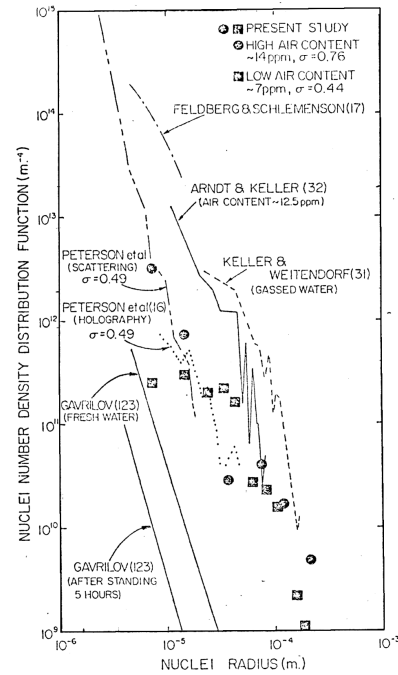 10^15
10^14
10^13
10^12
10^11
10^10
10^9
NUCLEI NUMBER DENSITY DISTRIBUTION FUNCTION (m.^-4)
PRESENT STUDY
HIGH AIR CONTENT
~14ppm, σ = 0.76
LOW AIR CONTENT
~7ppm, σ = 0.44
FELDBERG & SCHLEMENSON (17)
ARNDT & KELLER (32)
(AIR CONTENT ~ 12.5 ppm)
PETERSON et al
(SCATTERING)
σ = 0.49
KELLER &
WEITENDORF (31)
(GASSED WATER)
PETERSON et al (16)
(HOLOGRAPHY)
σ = 0.49
GAVRILOV (123)
(FRESH WATER)
GAVRILOV (123)
(AFTER STANDING
5 HOURS)
10^-6
10^-5
10^-4
10^-3
NUCLEI RADIUS (m.)